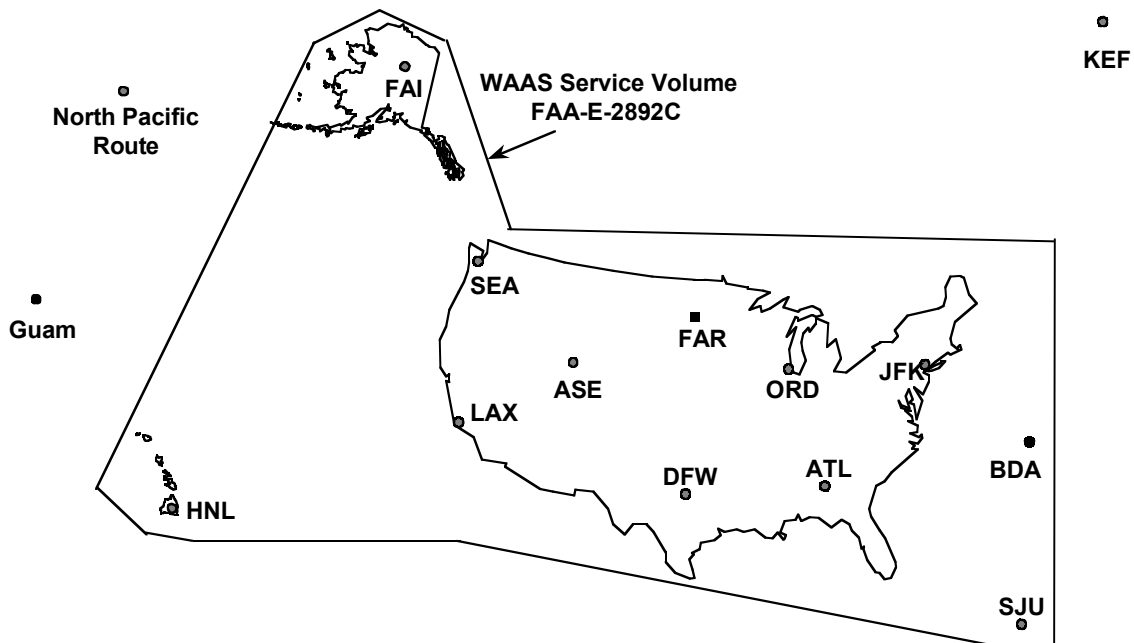 KEF
WAAS Service Volume
FAA-E-2892C
FAI
North Pacific
Route
SEA
Guam
FAR
ASE
ORD
JFK
LAX
BDA
DFW
ATL
HNL
SJU